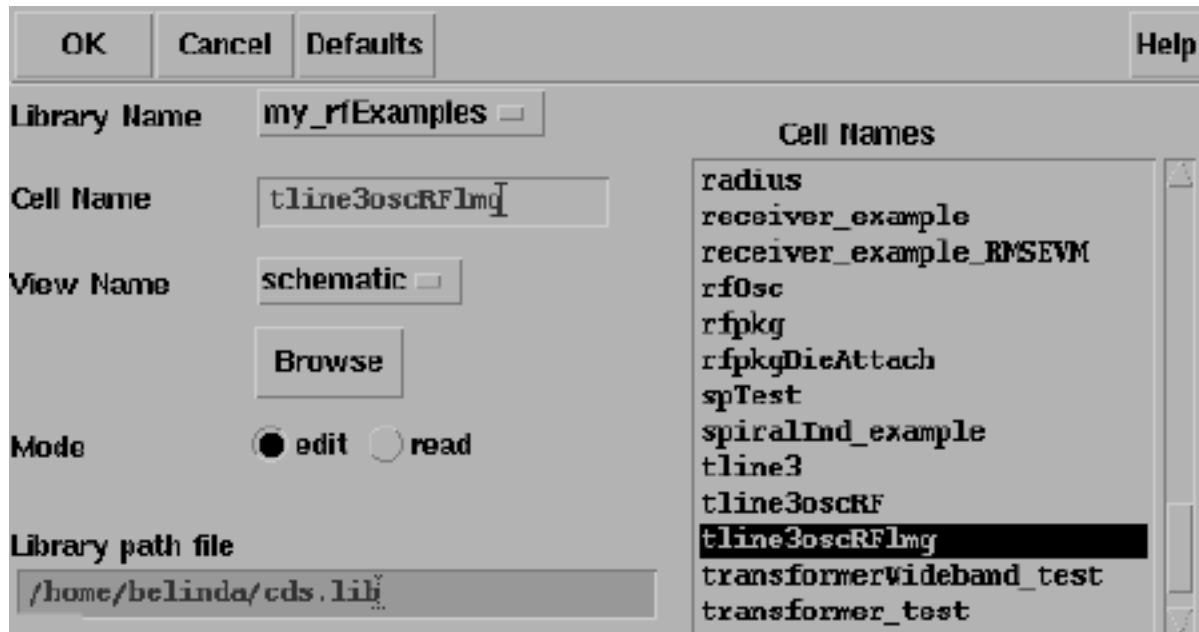 OK Cancel Defaults Help
Library Name my_rfExamples
Cell Name tline3oscRFlmg
View Name schematic
Browse
Mode edit read
Library path file
/home/belinda/cds.lib
Cell Names
radius
receiver_example
receiver_example_RMSEVM
rfOsc
rfpkg
rfpkgDieAttach
spTest
spiralInd_example
tline3
tline3oscRF
tline3oscRFlmg
transformerWideband_test
transformer_test